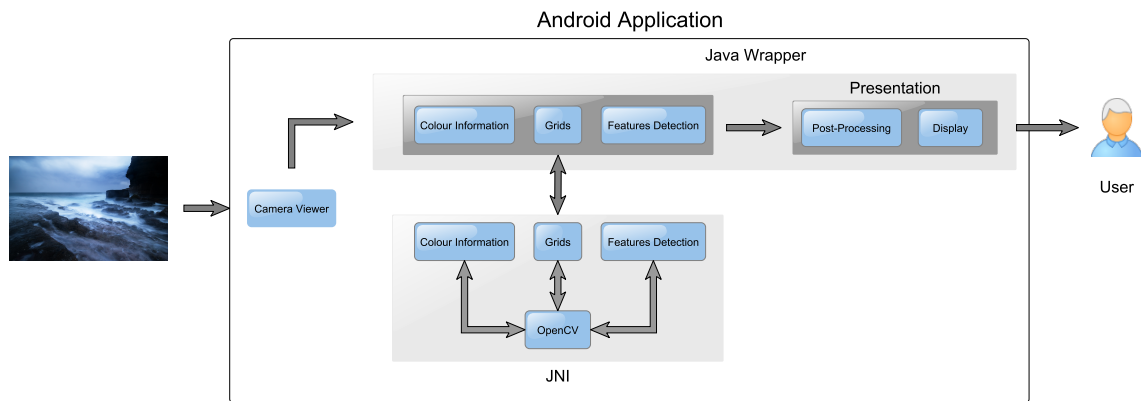 Android Application
Java Wrapper
Presentation
Colour Information
Grids
Features Detection
Post-Processing
Display
Camera Viewer
User
Colour Information
Grids
Features Detection
OpenCV
JNI